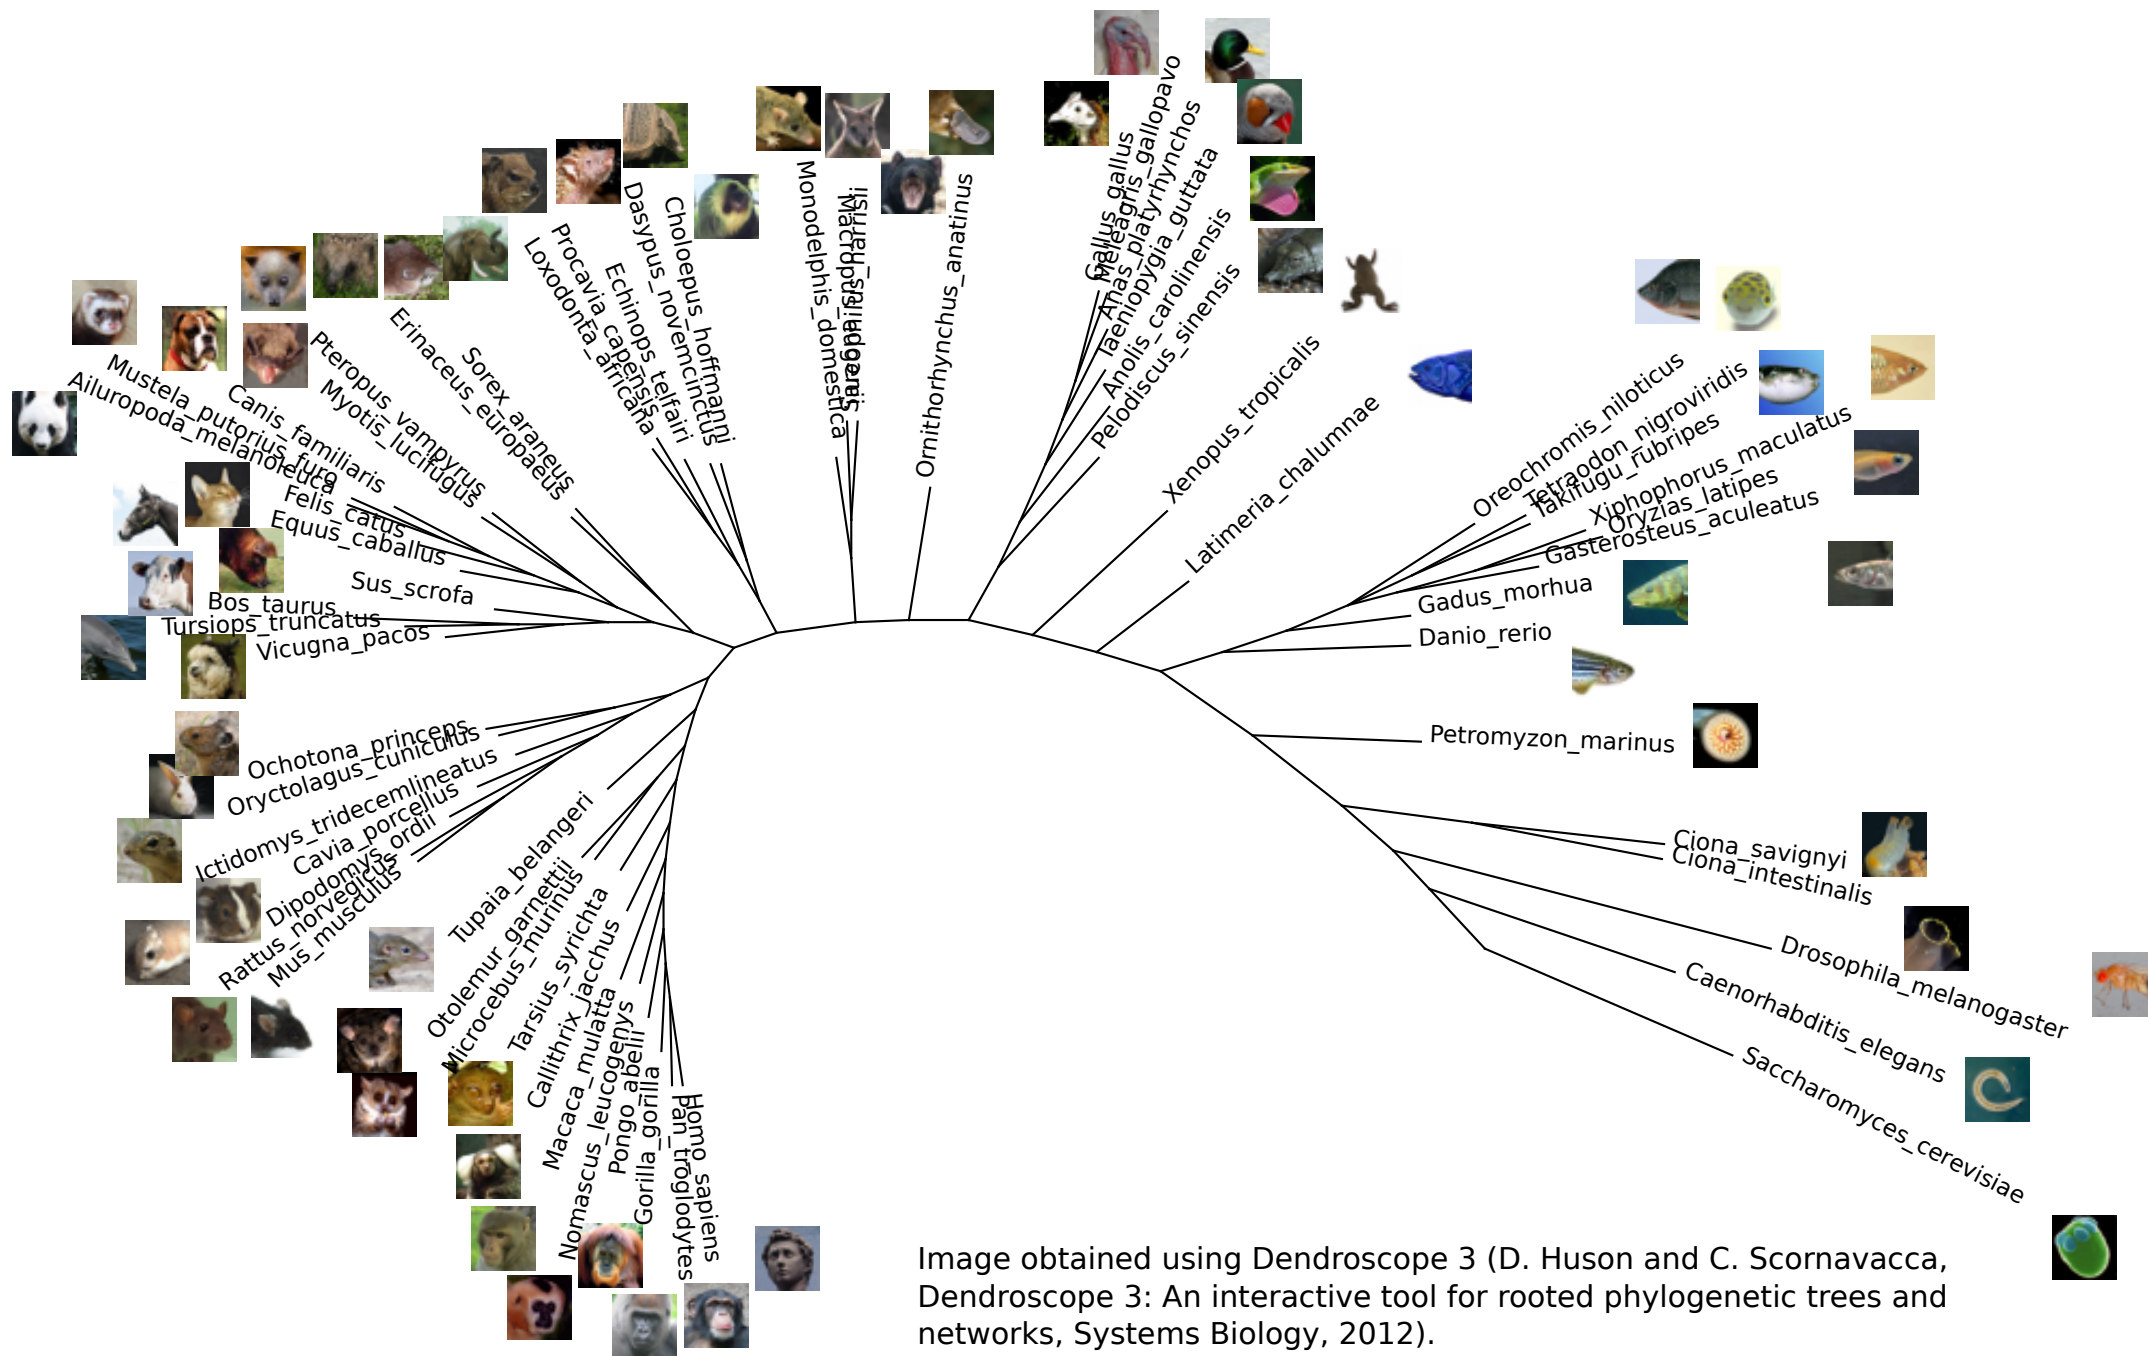 Gallus_gallus
Meleagris_gallopavo
Anas_platyrhynchos
Taeniopygia_guttata
Anolis_carolinensis
Pelodiscus_sinensis
Xenopus_tropicalis
Latimeria_chalumnae
Oreochromis_niloticus
Tetraodon_nigroviridis
Takifugu_rubripes
Xiphophorus_maculatus
Oryzias_latipes
Gasterosteus_aculeatus
Gadus_morhua
Danio_rerio
Petromyzon_marinus
Ciona_savignyi
Ciona_intestinalis
Drosophila_melanogaster
Caenorhabditis_elegans
Saccharomyces_cerevisiae
Homo_sapiens
Pan_troglodytes
Gorilla_gorilla
Pongo_abelii
Nomascus_leucogenys
Macaca_mulatta
Callithrix_jacchus
Tarsius_syrichta
Microcebus_murinus
Otolemur_garnettii
Tupaia_belangeri
Mus_musculus
Rattus_norvegicus
Dipodomys_ordii
Cavia_porcellus
Ictidomys_tridecemlineatus
Oryctolagus_cuniculus
Ochotona_princeps
Vicugna_pacos
Tursiops_truncatus
Bos_taurus
Sus_scrofa
Equus_caballus
Felis_catus
Ailuropoda_melanoleuca
Mustela_putorius_furo
Canis_familiaris
Myotis_lucifugus
Pteropus_vampyrus
Erinaceus_europaeus
Sorex_araneus
Loxodonta_africana
Procavia_capensis
Echinops_telfairi
Dasypus_novemcinctus
Choloepus_hoffmanni
Monodelphis_domestica
Macropus_eugenii
Sarcophilus_harrisii
Ornithorhynchus_anatinus
Image obtained using Dendroscope 3 (D. Huson and C. Scornavacca,
Dendroscope 3: An interactive tool for rooted phylogenetic trees and
networks, Systems Biology, 2012).